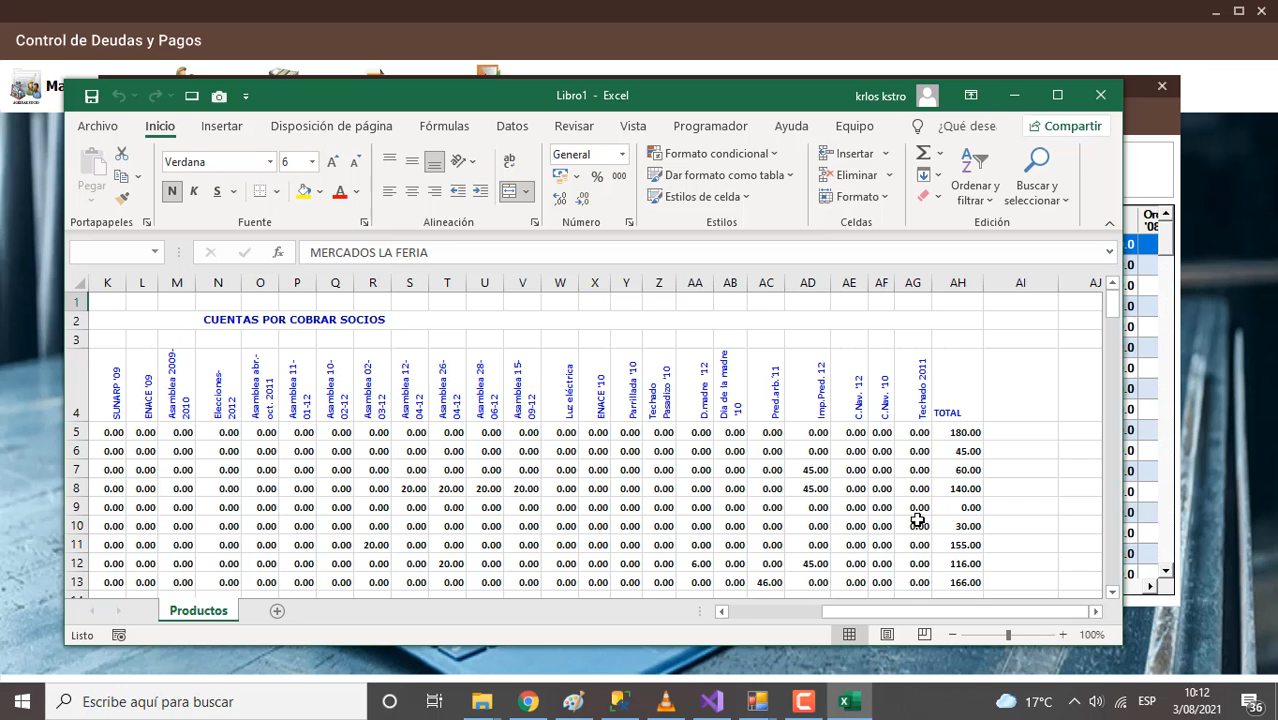 Control de Deudas y Pagos
Ma
Libro1 - Excel
krlos kstro
Archivo Inicio Insertar Disposición de página Fórmulas Datos Revisar Vista Programador Ayuda Equipo ¿Qué dese Compartir
Pegar
Verdana 6
N K S
ab
General
% 000
Formato condicional
Dar formato como tabla
Estilos de celda
Insertar
Eliminar
Formato
Ordenar y filtrar
Buscar y seleccionar
Portapapeles Fuente Alineación Número Estilos Celdas Edición
MERCADOS LA FERIA
K L M N O P Q R S T U V W X Y Z AA AB AC AD AE AF AG AH AI AJ
1
2 CUENTAS POR COBRAR SOCIOS
3
4 SUNARP '09 ENACE '09 Asamblea 2009-2010 Elecciones-2012 Asamblea abr.-oct. 2011 Asamblea 11-01-12 Asamblea 10-02-12 Asamblea 02-03-12 Asamblea 12-04-12 Asamblea 26-04-12 Asamblea 28-06-12 Asamblea 15-09-12 Luz eléctrica ENACE '10 Parrillada '10 Techado Pasadizo '10 D.madre '12 Dia de la madre '10 Pred.arb.'11 Imp.Pred. 12 C.Nav. '12 C.Nav. '10 Techado 2011 TOTAL
5 0.00 0.00 0.00 0.00 0.00 0.00 0.00 0.00 0.00 0.00 0.00 0.00 0.00 0.00 0.00 0.00 0.00 0.00 0.00 0.00 0.00 0.00 0.00 180.00
6 0.00 0.00 0.00 0.00 0.00 0.00 0.00 0.00 0.00 0.00 0.00 0.00 0.00 0.00 0.00 0.00 0.00 0.00 0.00 0.00 0.00 0.00 0.00 45.00
7 0.00 0.00 0.00 0.00 0.00 0.00 0.00 0.00 0.00 0.00 0.00 0.00 0.00 0.00 0.00 0.00 0.00 0.00 0.00 45.00 0.00 0.00 0.00 60.00
8 0.00 0.00 0.00 0.00 0.00 0.00 0.00 0.00 20.00 20.00 20.00 20.00 0.00 0.00 0.00 0.00 0.00 0.00 0.00 45.00 0.00 0.00 0.00 140.00
9 0.00 0.00 0.00 0.00 0.00 0.00 0.00 0.00 0.00 0.00 0.00 0.00 0.00 0.00 0.00 0.00 0.00 0.00 0.00 0.00 0.00 0.00 0.00 0.00
10 0.00 0.00 0.00 0.00 0.00 0.00 0.00 0.00 0.00 0.00 0.00 0.00 0.00 0.00 0.00 0.00 0.00 0.00 0.00 0.00 0.00 0.00 0.00 30.00
11 0.00 0.00 0.00 0.00 0.00 0.00 0.00 20.00 0.00 0.00 0.00 0.00 0.00 0.00 0.00 0.00 0.00 0.00 0.00 0.00 0.00 0.00 0.00 155.00
12 0.00 0.00 0.00 0.00 0.00 0.00 0.00 0.00 0.00 20.00 0.00 0.00 0.00 0.00 0.00 0.00 6.00 0.00 0.00 45.00 0.00 0.00 0.00 116.00
13 0.00 0.00 0.00 0.00 0.00 0.00 0.00 0.00 0.00 0.00 0.00 0.00 0.00 0.00 0.00 0.00 0.00 0.00 46.00 0.00 0.00 0.00 0.00 166.00
Productos
Listo
100%
Escribe aquí para buscar
17°C
ESP
10:12
3/08/2021
36